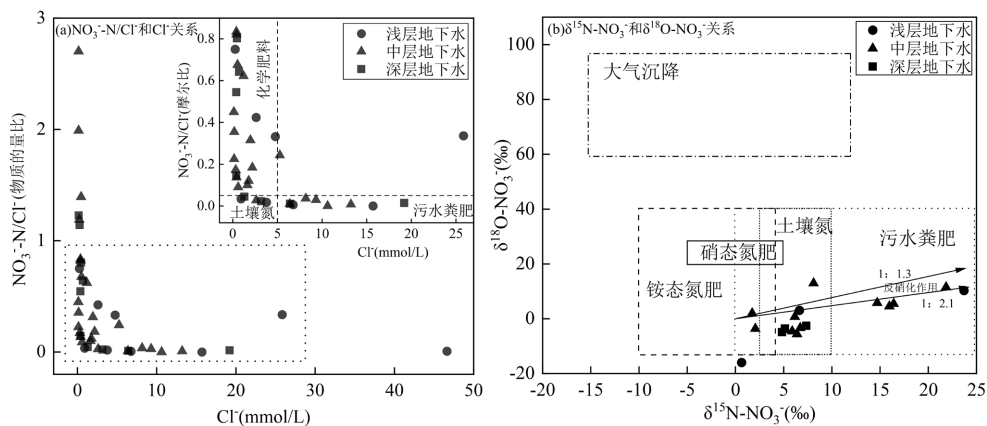 (a)NO₃⁻-N/Cl⁻和Cl⁻关系
浅层地下水
中层地下水
深层地下水
NO₃⁻-N/Cl⁻(物质的量比)
3
2
1
0
0
10
20
30
40
50
Cl⁻(mmol/L)
NO₃⁻-N/Cl⁻(摩尔比)
0.8
0.6
0.4
0.2
0.0
0
5
10
15
20
25
化学肥料
土壤氮
污水粪肥
Cl⁻(mmol/L)
(b)δ¹⁵N-NO₃⁻和δ¹⁸O-NO₃⁻关系
浅层地下水
中层地下水
深层地下水
δ¹⁸O-NO₃⁻(‰)
100
80
60
40
20
0
-20
大气沉降
土壤氮
污水粪肥
硝态氮肥
铵态氮肥
1：1.3
反硝化作用
1：2.1
-20
-15
-10
-5
0
5
10
15
20
25
δ¹⁵N-NO₃⁻(‰)